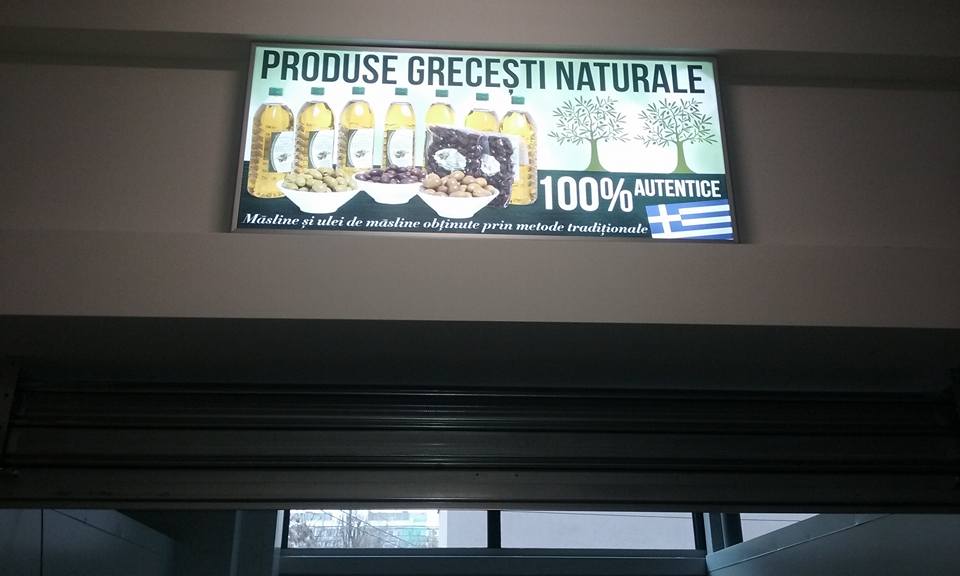 PRODUSE GRECEȘTI NATURALE
100% AUTENTICE
Măsline și ulei de măsline obținute prin metode tradiționale